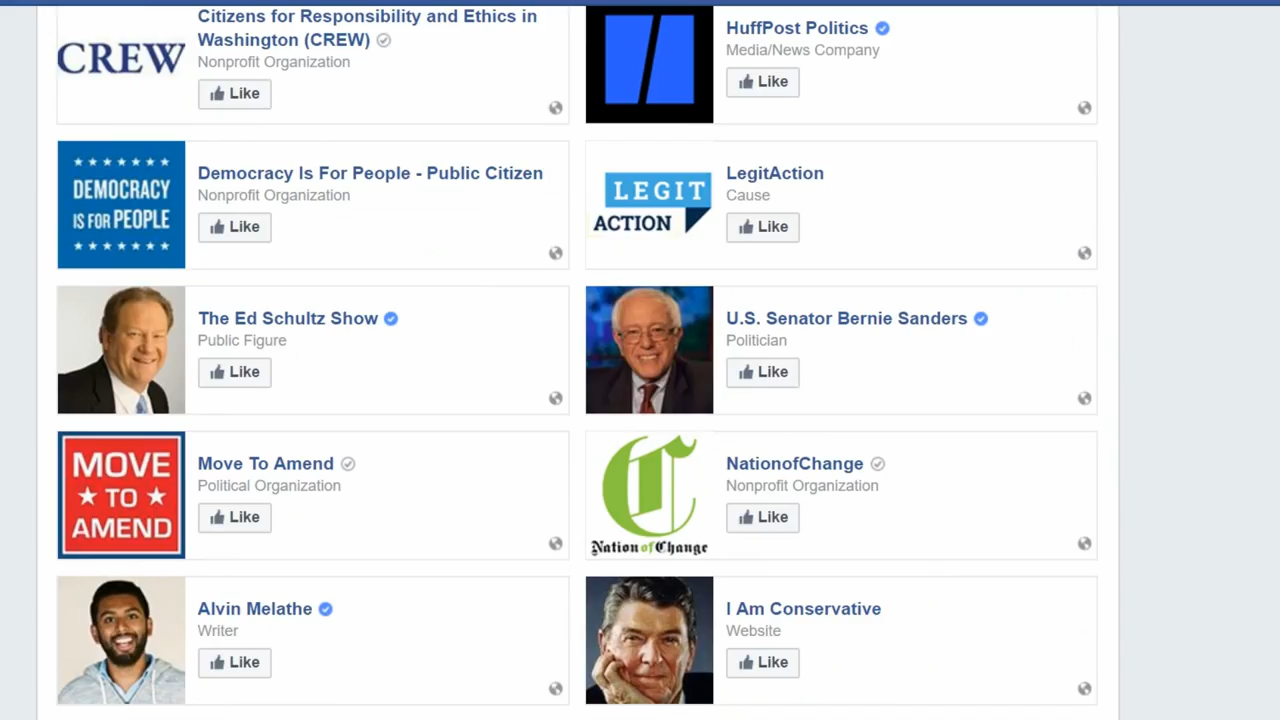 Citizens for Responsibility and Ethics in
Washington (CREW)
Nonprofit Organization
Like
CREW
HuffPost Politics
Media/News Company
Like
DEMOCRACY
IS FOR PEOPLE
Democracy Is For People - Public Citizen
Nonprofit Organization
Like
LEGIT
ACTION
LegitAction
Cause
Like
The Ed Schultz Show
Public Figure
Like
U.S. Senator Bernie Sanders
Politician
Like
MOVE
TO
AMEND
Move To Amend
Political Organization
Like
NationofChange
NationofChange
Nonprofit Organization
Like
Alvin Melathe
Writer
Like
I Am Conservative
Website
Like